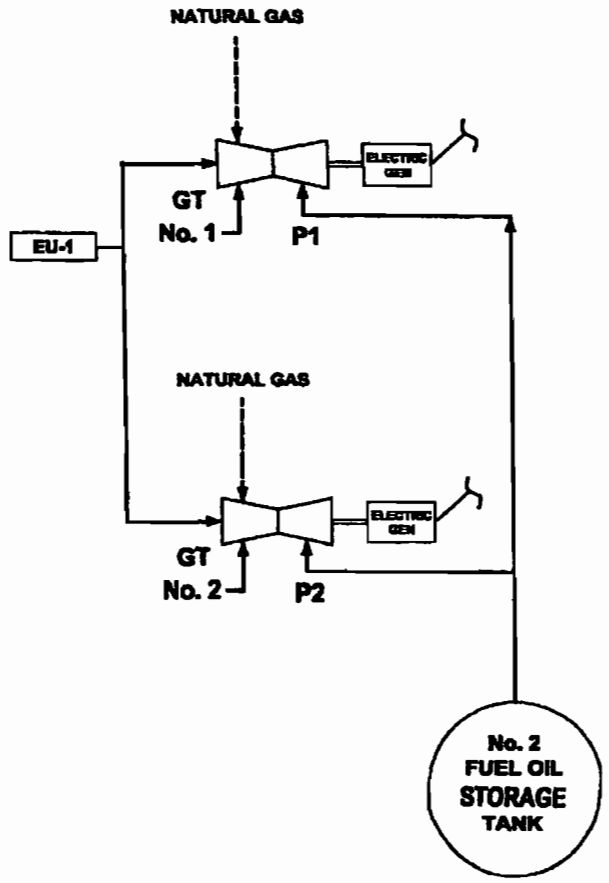 NATURAL GAS
ELECTRIC
GEN
GT
No. 1
P1
EU-1
NATURAL GAS
ELECTRIC
GEN
GT
No. 2
P2
No. 2
FUEL OIL
STORAGE
TANK